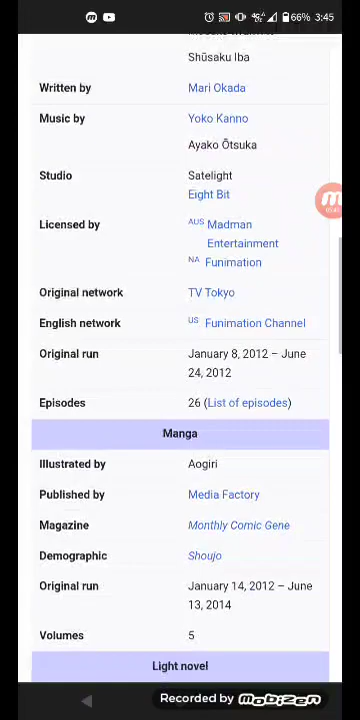 66% 3:45
Shūsaku Iba
Written by Mari Okada
Music by Yoko Kanno
Ayako Ōtsuka
Studio Satelight
Eight Bit
Licensed by AUS Madman
Entertainment
NA Funimation
Original network TV Tokyo
English network US Funimation Channel
Original run January 8, 2012 – June
24, 2012
Episodes 26 (List of episodes)
Manga
Illustrated by Aogiri
Published by Media Factory
Magazine Monthly Comic Gene
Demographic Shoujo
Original run January 14, 2012 – June
13, 2014
Volumes 5
Light novel
Recorded by mobizen